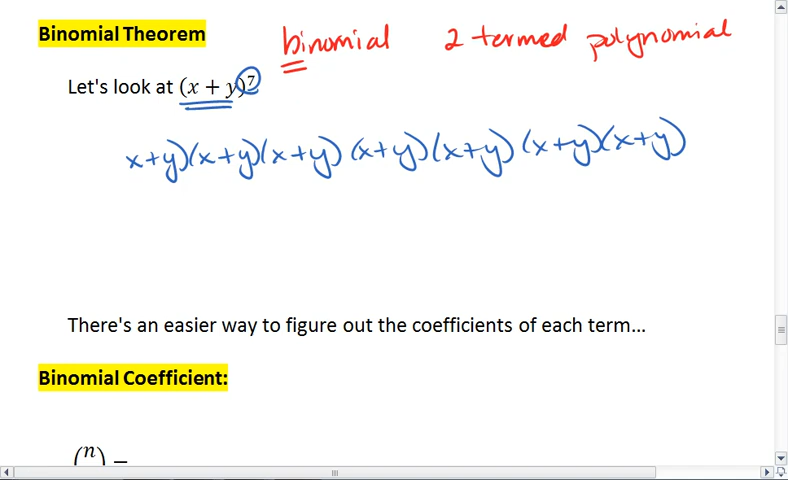 Binomial Theorem
binomial 2 termed polynomial
Let's look at (x + y)⁷
x+y)(x+y)(x+y)(x+y)(x+y)(x+y)(x+y)
There's an easier way to figure out the coefficients of each term...
Binomial Coefficient:
(n) =